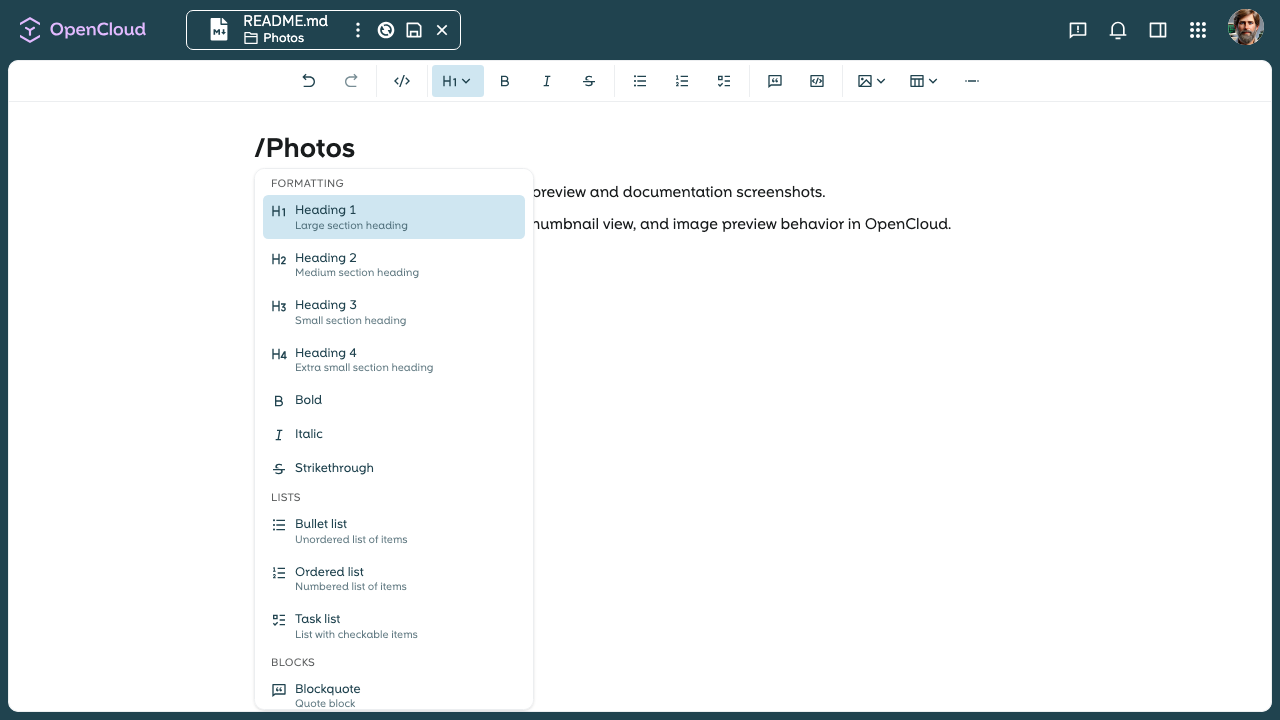 OpenCloud
README.md
Photos
H1
/Photos
preview and documentation screenshots.
humbnail view, and image preview behavior in OpenCloud.
FORMATTING
H1 Heading 1
Large section heading
H2 Heading 2
Medium section heading
H3 Heading 3
Small section heading
H4 Heading 4
Extra small section heading
B Bold
I Italic
S Strikethrough
LISTS
Bullet list
Unordered list of items
Ordered list
Numbered list of items
Task list
List with checkable items
BLOCKS
Blockquote
Quote block